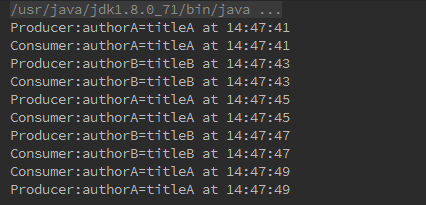 /usr/java/jdk1.8.0_71/bin/java ...
Producer:authorA=titleA at 14:47:41
Consumer:authorA=titleA at 14:47:41
Producer:authorB=titleB at 14:47:43
Consumer:authorB=titleB at 14:47:43
Producer:authorA=titleA at 14:47:45
Consumer:authorA=titleA at 14:47:45
Producer:authorB=titleB at 14:47:47
Consumer:authorB=titleB at 14:47:47
Consumer:authorA=titleA at 14:47:49
Producer:authorA=titleA at 14:47:49